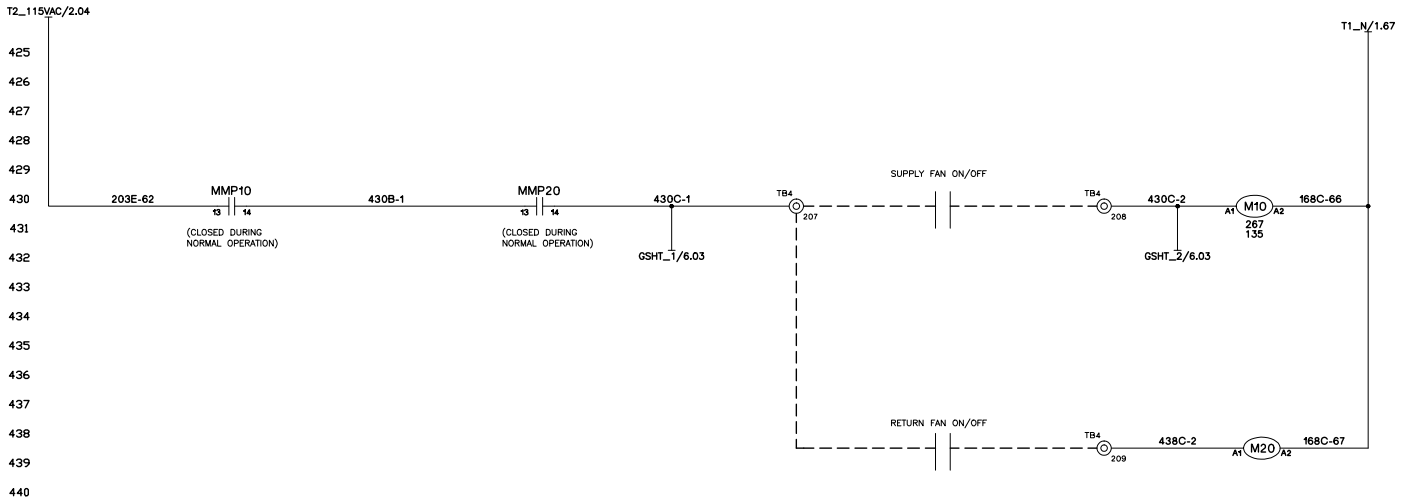 T2_115VAC/2.04
T1_N/1.67
425
426
427
428
429
SUPPLY FAN ON/OFF
430
203E-62
MMP10
13 14
430B-1
MMP20
13 14
430C-1
TB4
207
TB4
208
430C-2
A1 M10 A2
168C-66
267
135
431
(CLOSED DURING
NORMAL OPERATION)
(CLOSED DURING
NORMAL OPERATION)
432
GSHT_1/6.03
GSHT_2/6.03
433
434
435
436
437
RETURN FAN ON/OFF
438
TB4
209
438C-2
A1 M20 A2
168C-67
439
440